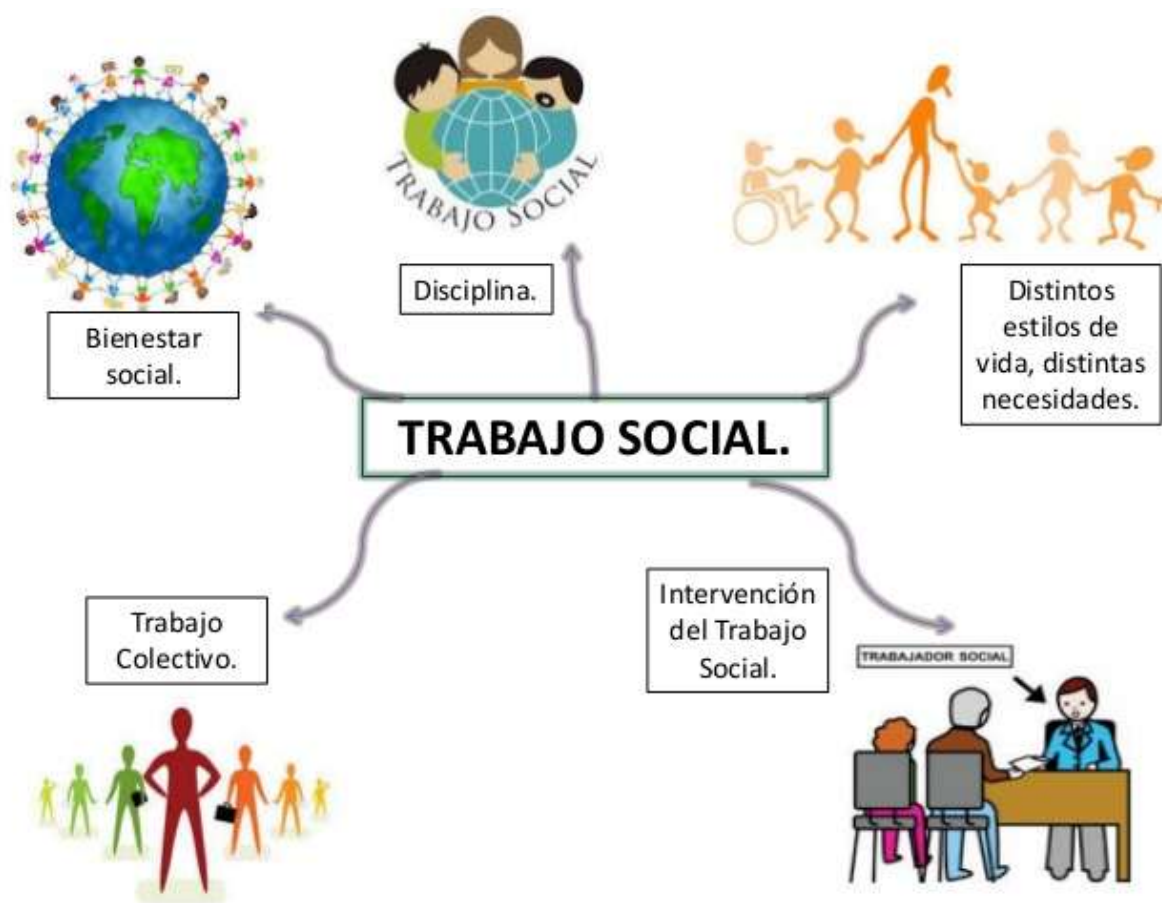 TRABAJO SOCIAL
Disciplina.
Bienestar
social.
Distintos
estilos de
vida, distintas
necesidades.
TRABAJO SOCIAL.
Trabajo
Colectivo.
Intervención
del Trabajo
Social.
TRABAJADOR SOCIAL